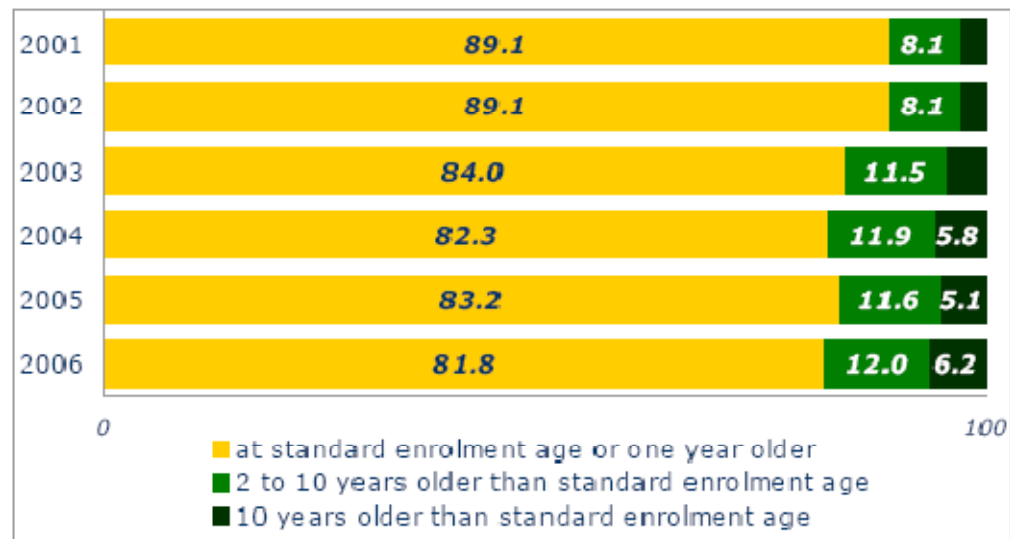 2001 89.1 8.1
2002 89.1 8.1
2003 84.0 11.5
2004 82.3 11.9 5.8
2005 83.2 11.6 5.1
2006 81.8 12.0 6.2
0 100
at standard enrolment age or one year older
2 to 10 years older than standard enrolment age
10 years older than standard enrolment age